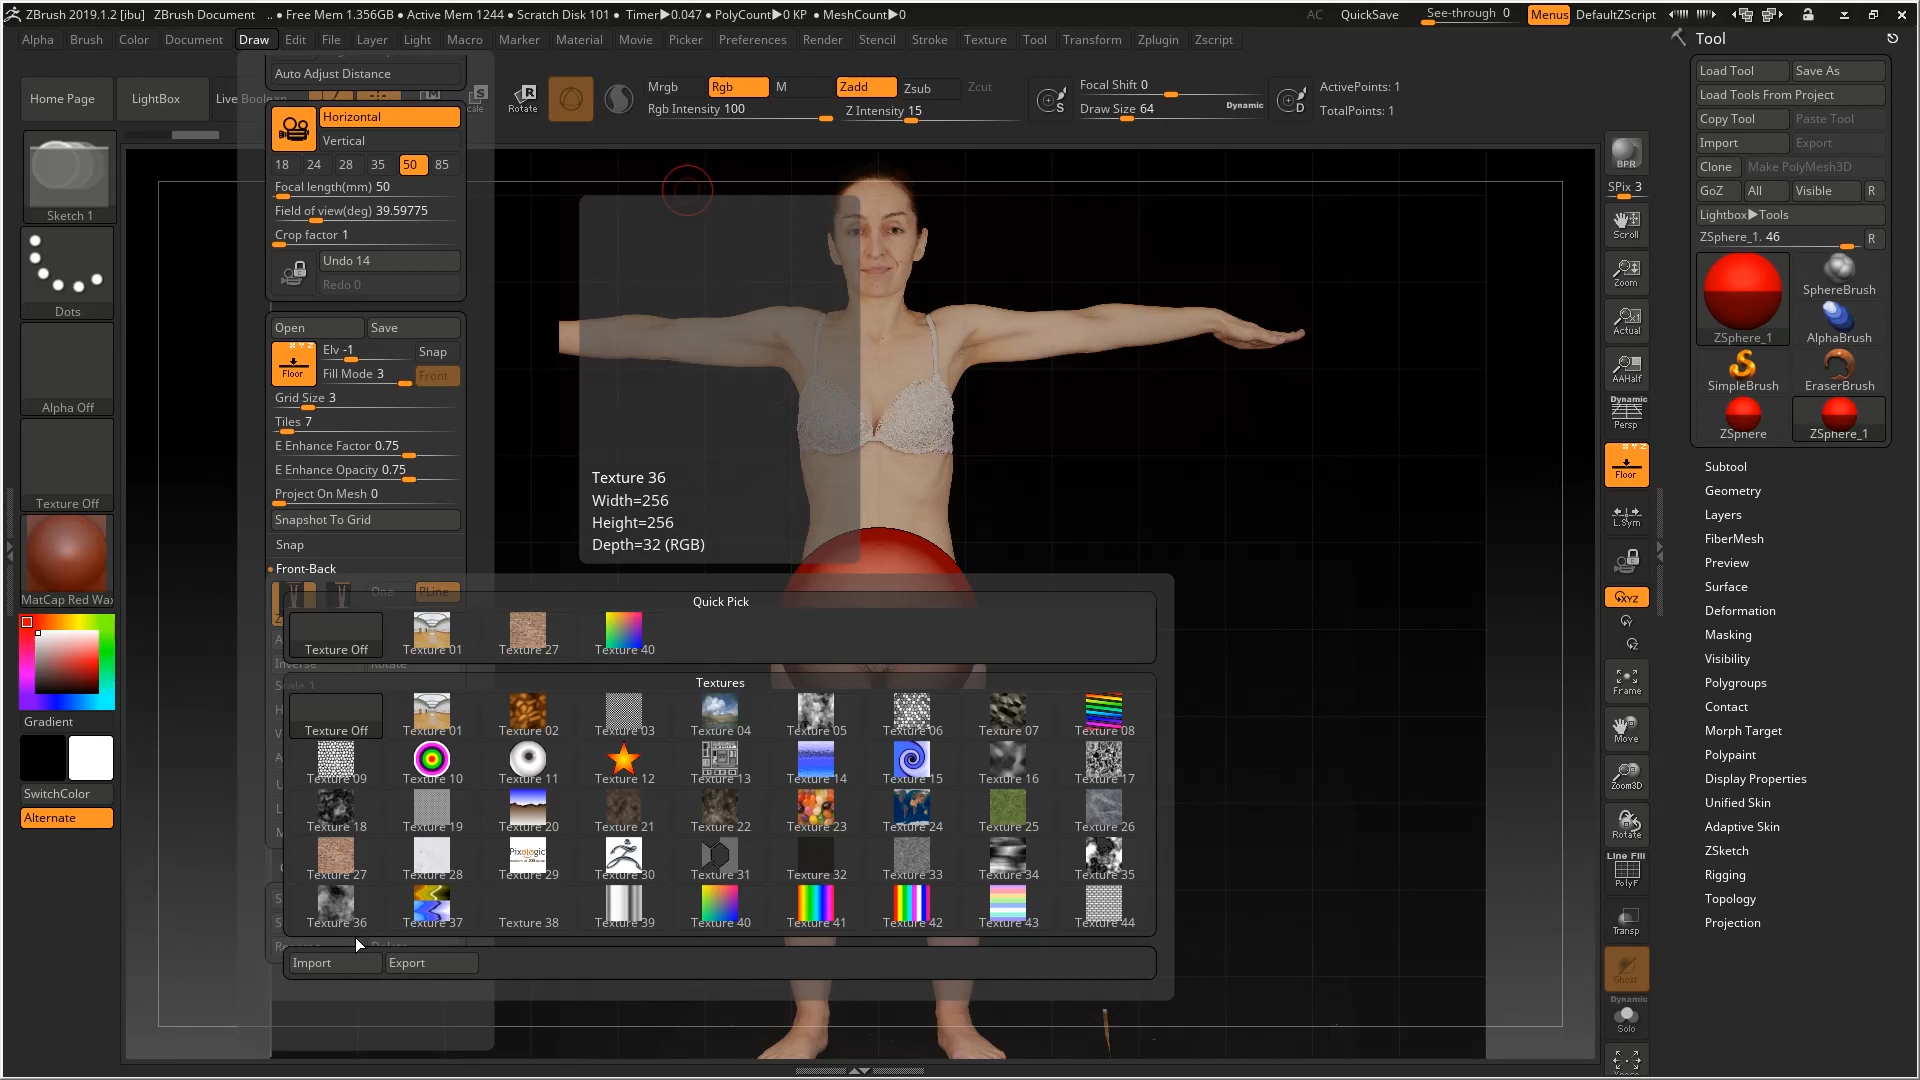 ZBrush 2019.1.2 [ibu] ZBrush Document .. • Free Mem 1.356GB • Active Mem 1244 • Scratch Disk 101 • Timer▶0.047 • PolyCount▶0 KP • MeshCount▶0
AC QuickSave See-through 0 Menus DefaultZScript
Alpha Brush Color Document Draw Edit File Layer Light Macro Marker Material Movie Picker Preferences Render Stencil Stroke Texture Tool Transform Zplugin Zscript
Tool
Home Page LightBox Live Boolean
Auto Adjust Distance
Horizontal
Vertical
18 24 28 35 50 85
Focal length(mm) 50
Field of view(deg) 39.59775
Crop factor 1
Undo 14
Redo 0
Open Save
Floor
Elv -1 Snap
Fill Mode 3 Front
Grid Size 3
Tiles 7
E Enhance Factor 0.75
E Enhance Opacity 0.75
Project On Mesh 0
Snapshot To Grid
Snap
Front-Back
One PLine
Inverse Rotate
Scale 1
Rotate
Mrgb Rgb M Zadd Zsub Zcut
Rgb Intensity 100 Z Intensity 15
Focal Shift 0
Draw Size 64 Dynamic
ActivePoints: 1
TotalPoints: 1
Sketch 1
Dots
Alpha Off
Texture Off
MatCap Red Wax
Gradient
SwitchColor
Alternate
Texture 36
Width=256
Height=256
Depth=32 (RGB)
Quick Pick
Texture Off Texture 01 Texture 27 Texture 40
Textures
Texture Off Texture 01 Texture 02 Texture 03 Texture 04 Texture 05 Texture 06 Texture 07 Texture 08
Texture 09 Texture 10 Texture 11 Texture 12 Texture 13 Texture 14 Texture 15 Texture 16 Texture 17
Texture 18 Texture 19 Texture 20 Texture 21 Texture 22 Texture 23 Texture 24 Texture 25 Texture 26
Pixologic
Texture 27 Texture 28 Texture 29 Texture 30 Texture 31 Texture 32 Texture 33 Texture 34 Texture 35
Texture 36 Texture 37 Texture 38 Texture 39 Texture 40 Texture 41 Texture 42 Texture 43 Texture 44
Delete
Import Export
BPR
SPix 3
Scroll
Zoom
Actual
AAHalf
Dynamic
Persp
Floor
L.Sym
XYZ
Frame
Move
Zoom3D
Rotate
Line Fill
PolyF
Transp
Ghost
Dynamic
Solo
Xpose
Load Tool Save As
Load Tools From Project
Copy Tool Paste Tool
Import Export
Clone Make PolyMesh3D
GoZ All Visible R
Lightbox▶Tools
ZSphere_1. 46 R
ZSphere_1 SphereBrush
AlphaBrush
SimpleBrush EraserBrush
ZSphere ZSphere_1
Subtool
Geometry
Layers
FiberMesh
Preview
Surface
Deformation
Masking
Visibility
Polygroups
Contact
Morph Target
Polypaint
Display Properties
Unified Skin
Adaptive Skin
ZSketch
Rigging
Topology
Projection